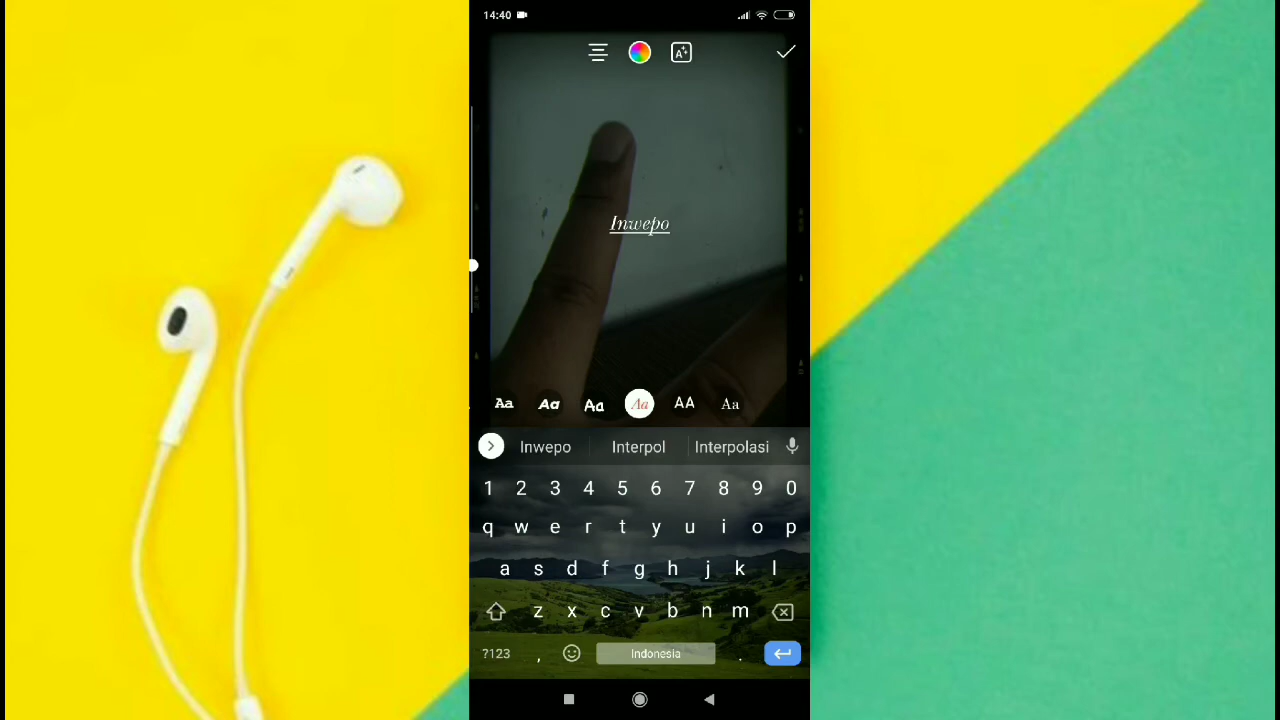 14:40
A+
Inwepo
Aa Aa Aa Aa AA Aa
Inwepo Interpol Interpolasi
1 2 3 4 5 6 7 8 9 0
q w e r t y u i o p
a s d f g h j k l
z x c v b n m
?123 , Indonesia .